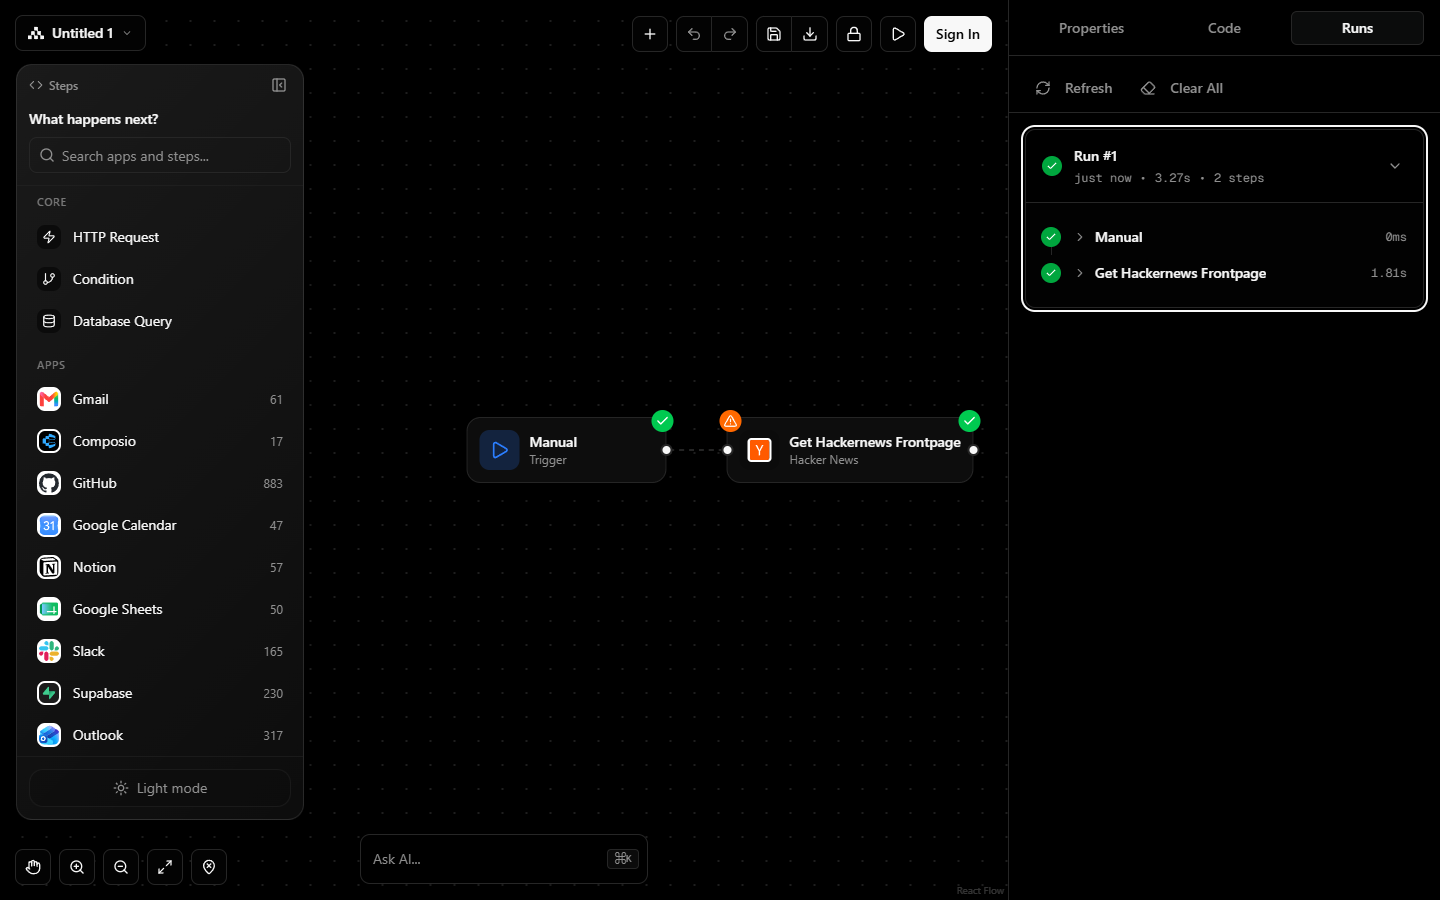 Untitled 1
Sign In
Properties
Code
Runs
Steps
What happens next?
Search apps and steps...
CORE
HTTP Request
Condition
Database Query
APPS
Gmail 61
Composio 17
GitHub 883
31
Google Calendar 47
Notion 57
Google Sheets 50
Slack 165
Supabase 230
Outlook 317
Light mode
Manual
Trigger
Y
Get Hackernews Frontpage
Hacker News
Ask AI...
⌘K
React Flow
Refresh
Clear All
Run #1
just now • 3.27s • 2 steps
Manual 0ms
Get Hackernews Frontpage 1.81s